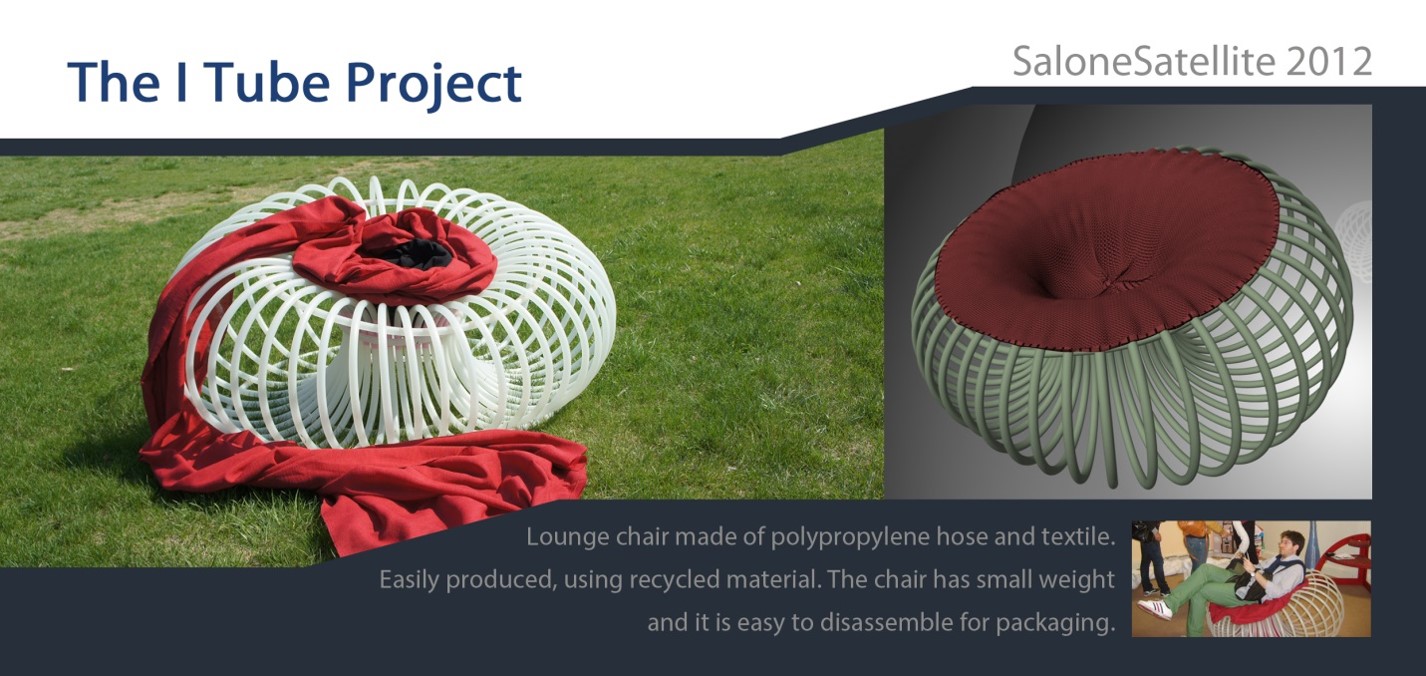 The I Tube Project
SaloneSatellite 2012
Lounge chair made of polypropylene hose and textile.
Easily produced, using recycled material. The chair has small weight
and it is easy to disassemble for packaging.